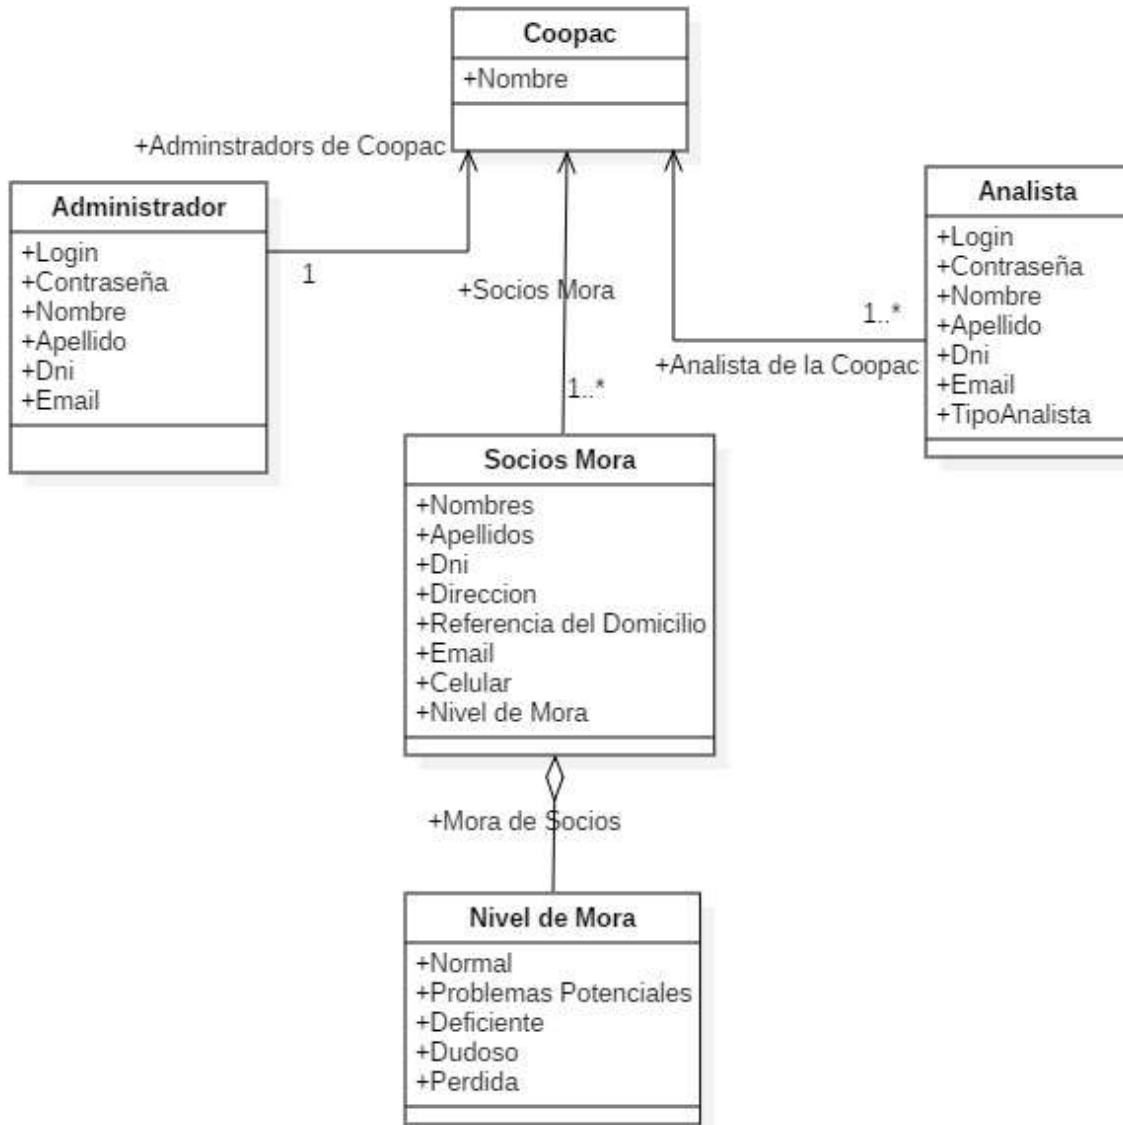 Coopac
+Nombre
+Adminstradors de Coopac
Administrador
+Login
+Contraseña
+Nombre
+Apellido
+Dni
+Email
1
+Socios Mora
1..*
Analista
+Login
+Contraseña
+Nombre
+Apellido
+Dni
+Email
+TipoAnalista
1..*
+Analista de la Coopac
Socios Mora
+Nombres
+Apellidos
+Dni
+Direccion
+Referencia del Domicilio
+Email
+Celular
+Nivel de Mora
+Mora de Socios
Nivel de Mora
+Normal
+Problemas Potenciales
+Deficiente
+Dudoso
+Perdida